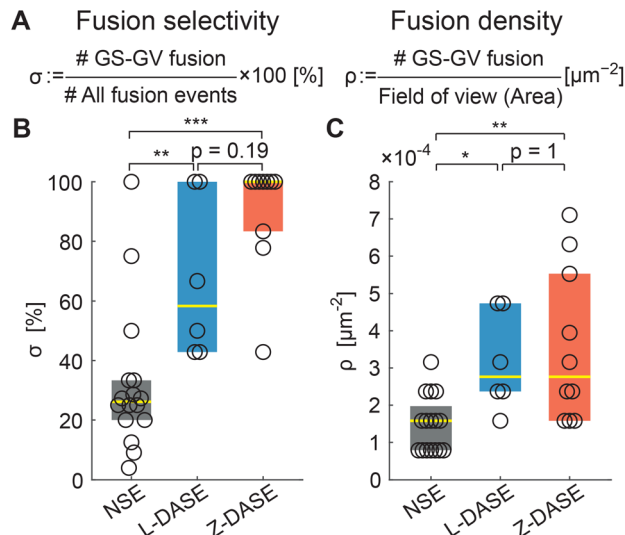 A
Fusion selectivity
Fusion density
σ := # GS-GV fusion / # All fusion events ×100 [%]
ρ := # GS-GV fusion / Field of view (Area) [μm⁻²]
B
***
** p = 0.19
100
80
60
40
20
0
σ [%]
NSE
L-DASE
Z-DASE
C
**
* p = 1
×10⁻⁴
8
7
6
5
4
3
2
1
0
ρ [μm⁻²]
NSE
L-DASE
Z-DASE